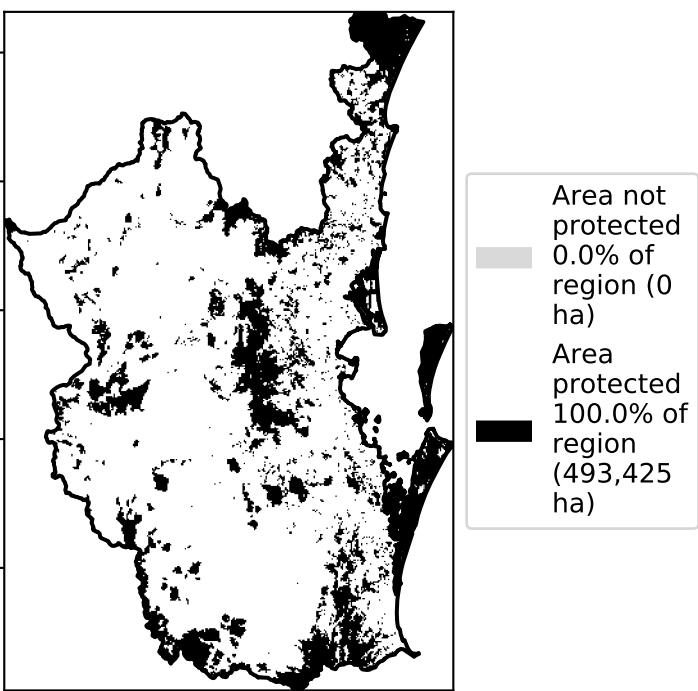 Area not
protected
0.0% of
region (0
ha)
Area
protected
100.0% of
region
(493,425
ha)